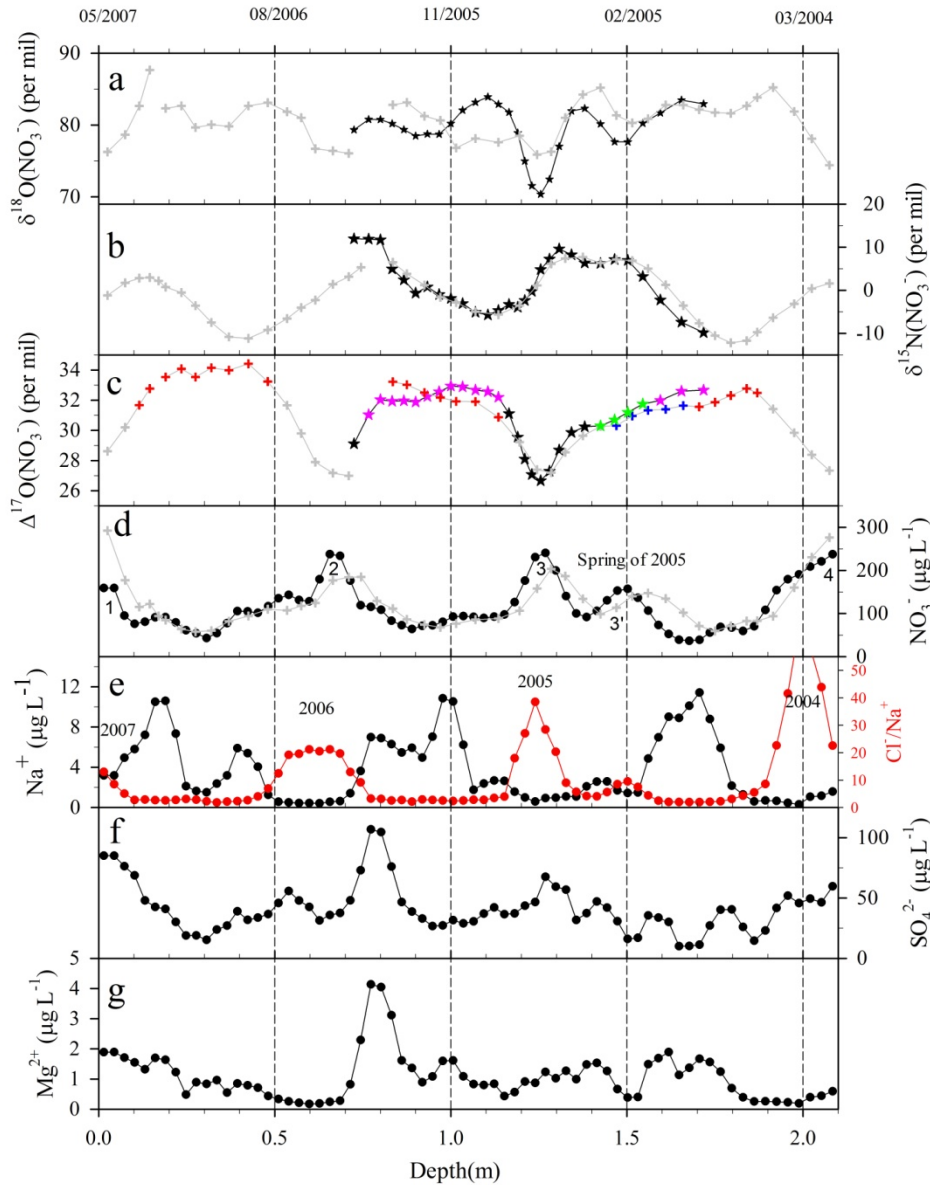 05/2007 08/2006 11/2005 02/2005 03/2004
90
80
70
a
δ18O(NO3-) (per mil)
b
20
10
0
-10
δ15N(NO3-) (per mil)
34
32
30
28
26
c
Δ17O(NO3-) (per mil)
d
1
2
3
Spring of 2005
3'
4
300
200
100
0
NO3- (μg L-1)
12
8
4
0
e
Na+ (μg L-1)
2007
2006
2005
2004
50
40
30
20
10
0
Cl-/Na+
f
100
50
0
SO42- (μg L-1)
5
4
3
2
1
0
g
Mg2+ (μg L-1)
0.0 0.5 1.0 1.5 2.0
Depth(m)